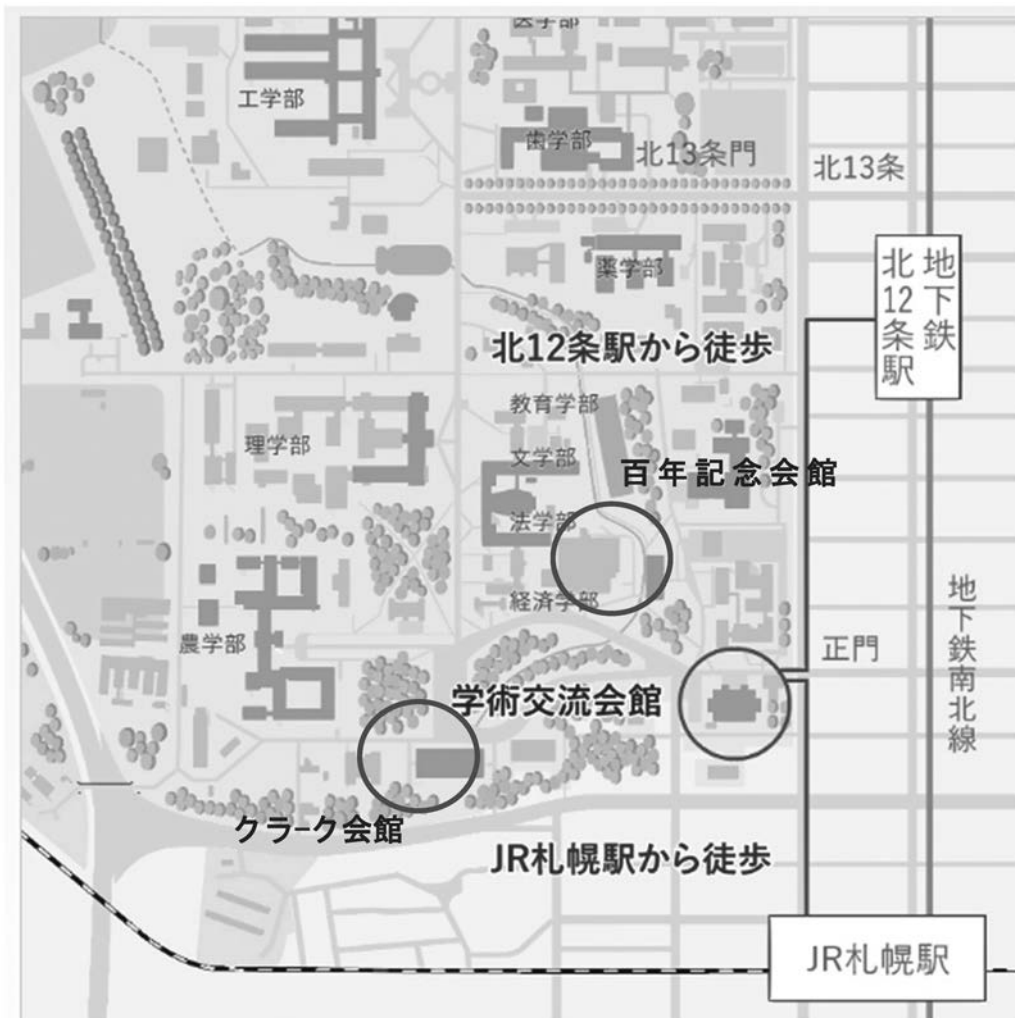 医学部
工学部
歯学部
北13条門
北13条
薬学部
地下鉄
北12条駅
北12条駅から徒歩
教育学部
理学部
文学部
百年記念会館
法学部
経済学部
地下鉄南北線
農学部
正門
学術交流会館
クラーク会館
JR札幌駅から徒歩
JR札幌駅